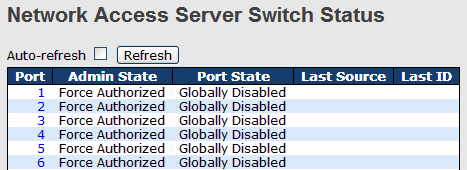 Network Access Server Switch Status
Auto-refresh Refresh
Port Admin State Port State Last Source Last ID
1 Force Authorized Globally Disabled
2 Force Authorized Globally Disabled
3 Force Authorized Globally Disabled
4 Force Authorized Globally Disabled
5 Force Authorized Globally Disabled
6 Force Authorized Globally Disabled